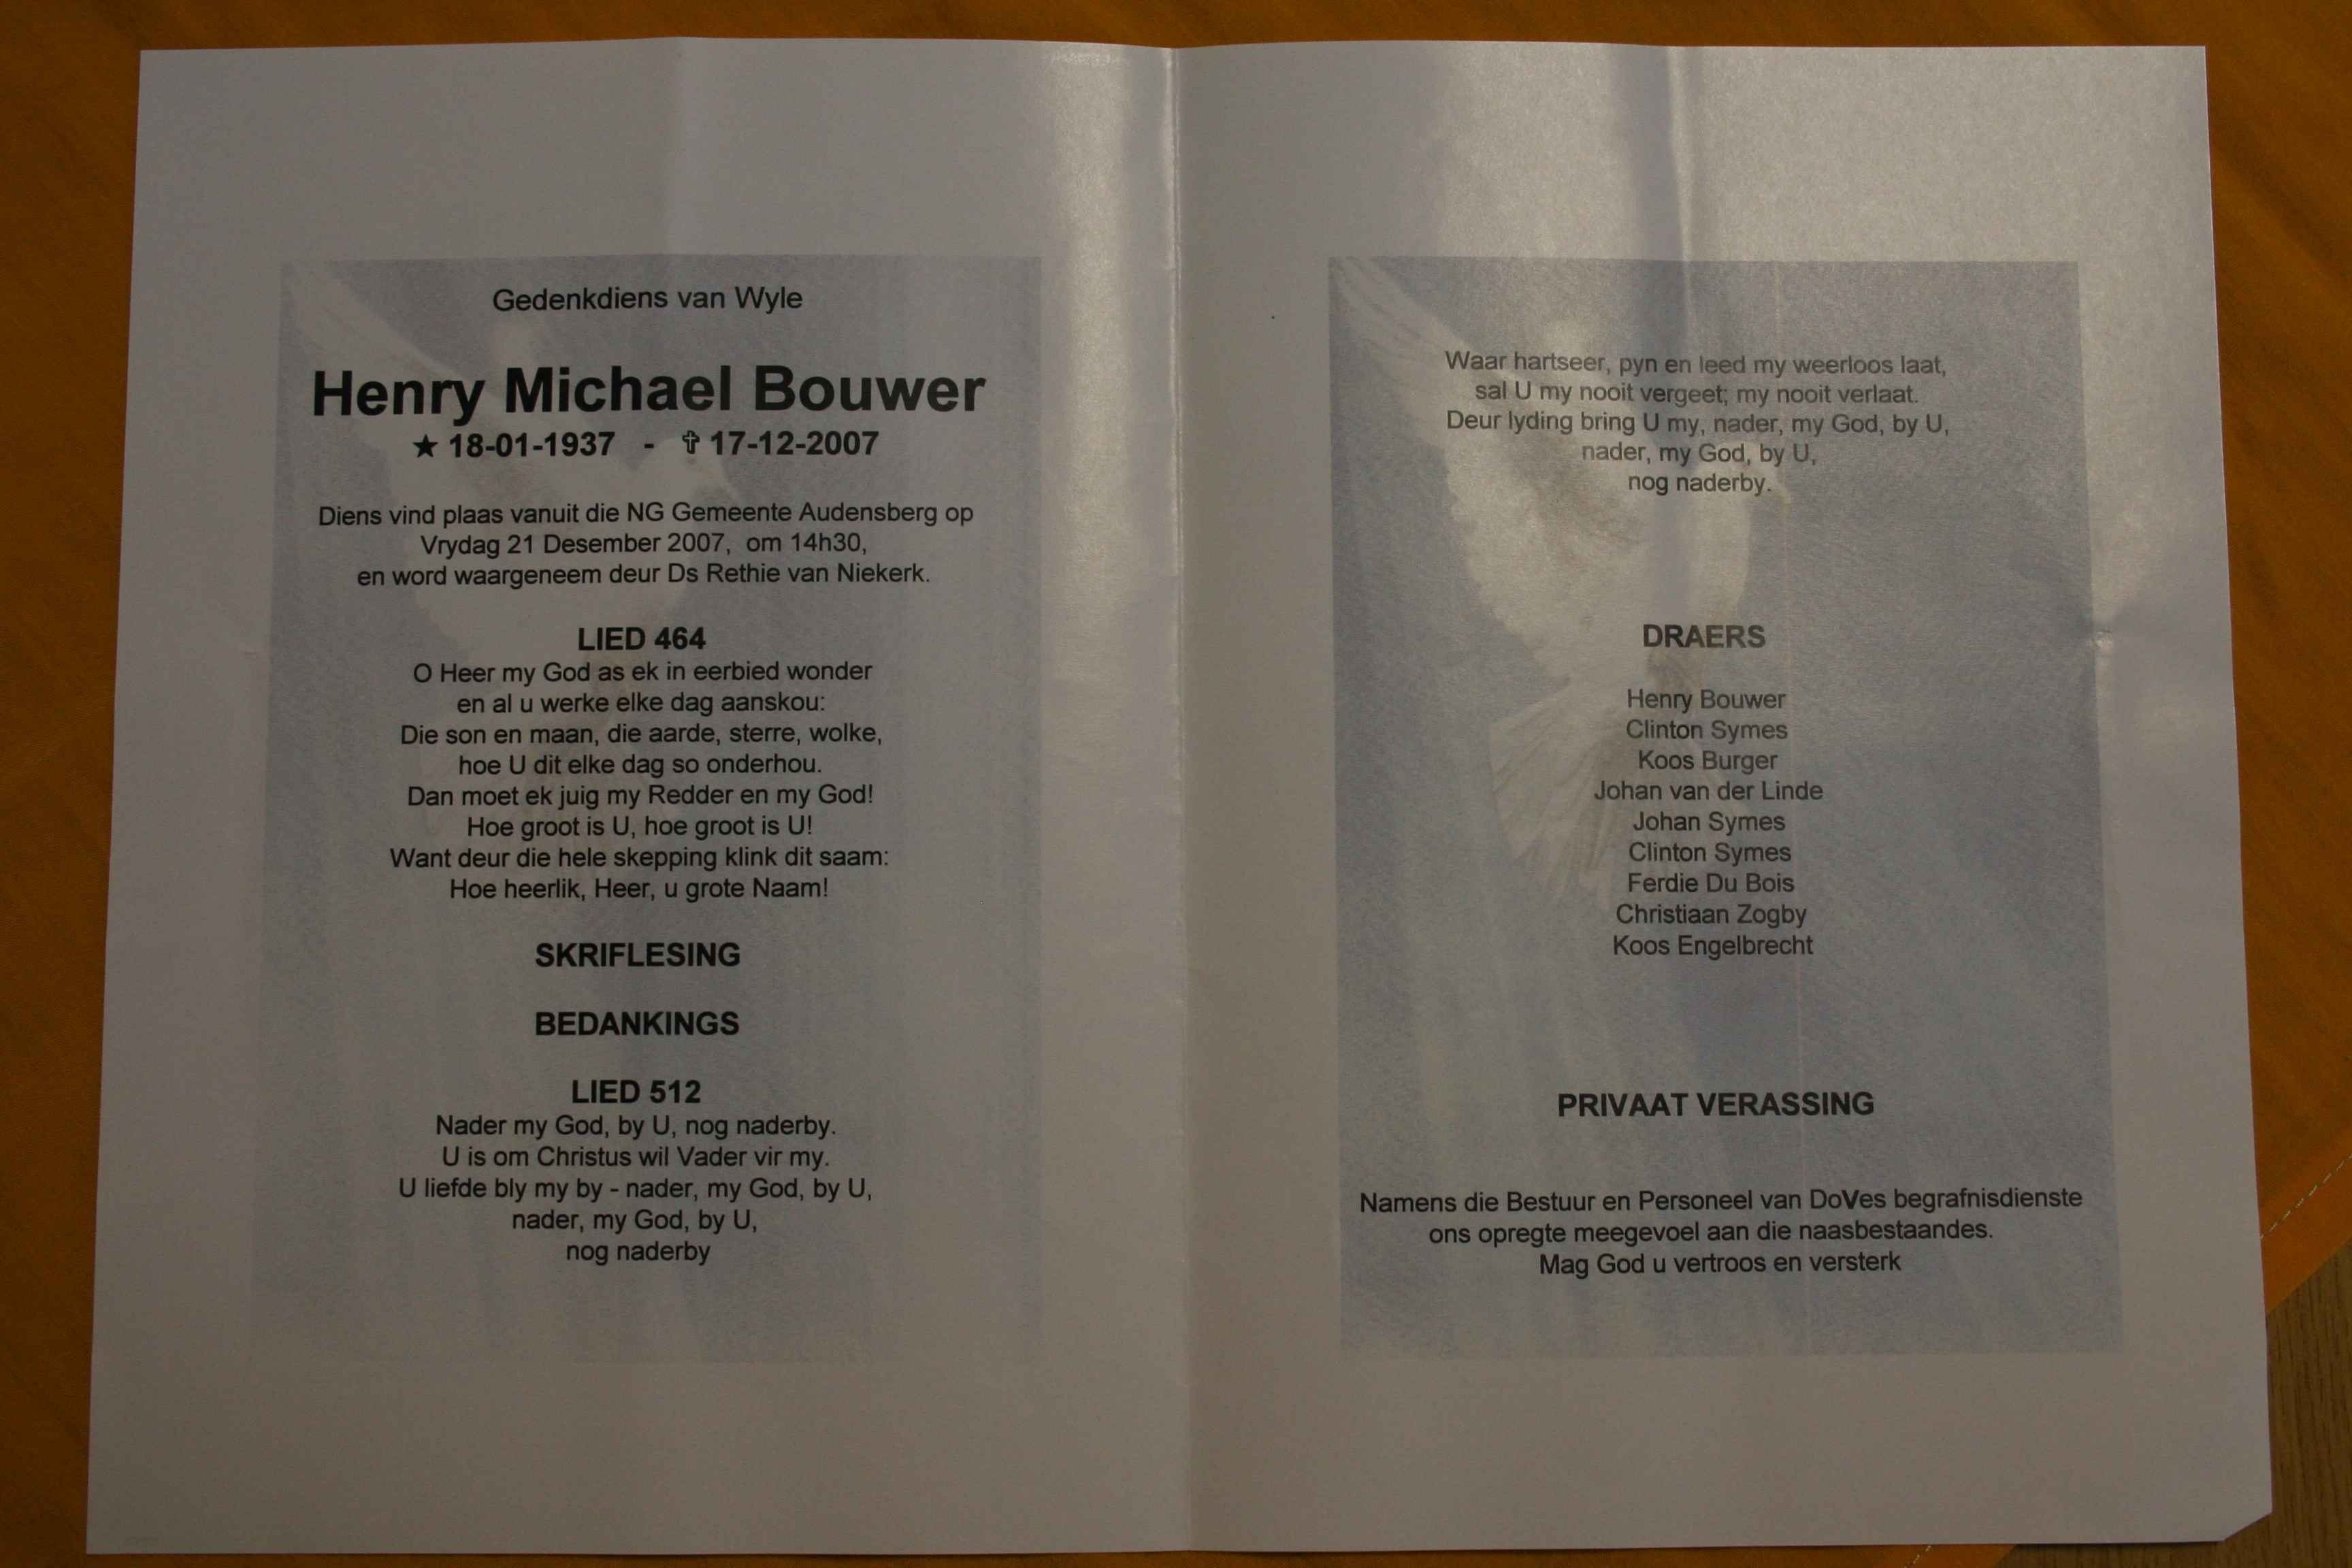 Gedenkdiens van Wyle
Henry Michael Bouwer
★ 18-01-1937 - ✞ 17-12-2007
Diens vind plaas vanuit die NG Gemeente Audensberg op
Vrydag 21 Desember 2007, om 14h30,
en word waargeneem deur Ds Rethie van Niekerk.
LIED 464
O Heer my God as ek in eerbied wonder
en al u werke elke dag aanskou:
Die son en maan, die aarde, sterre, wolke,
hoe U dit elke dag so onderhou.
Dan moet ek juig my Redder en my God!
Hoe groot is U, hoe groot is U!
Want deur die hele skepping klink dit saam:
Hoe heerlik, Heer, u grote Naam!
SKRIFLESING
BEDANKINGS
LIED 512
Nader my God, by U, nog naderby.
U is om Christus wil Vader vir my.
U liefde bly my by - nader, my God, by U,
nader, my God, by U,
nog naderby
Waar hartseer, pyn en leed my weerloos laat,
sal U my nooit vergeet; my nooit verlaat.
Deur lyding bring U my, nader, my God, by U,
nader, my God, by U,
nog naderby.
DRAERS
Henry Bouwer
Clinton Symes
Koos Burger
Johan van der Linde
Johan Symes
Clinton Symes
Ferdie Du Bois
Christiaan Zogby
Koos Engelbrecht
PRIVAAT VERASSING
Namens die Bestuur en Personeel van DoVes begrafnisdienste
ons opregte meegevoel aan die naasbestaandes.
Mag God u vertroos en versterk